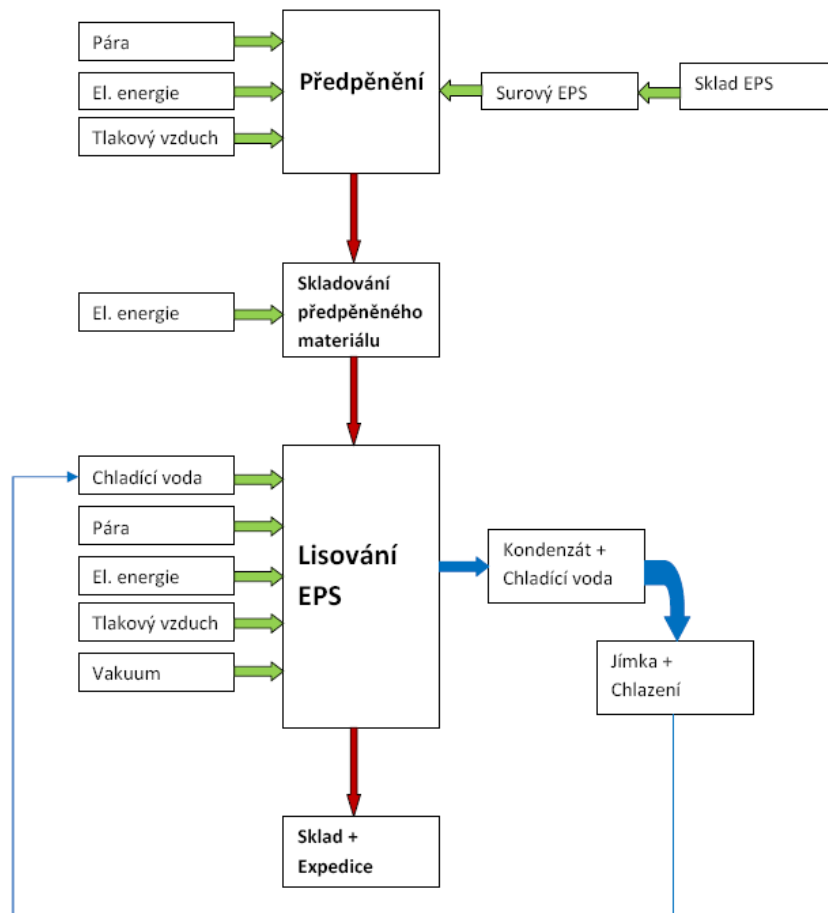 Pára
El. energie
Tlakový vzduch
Předpěnění
Surový EPS
Sklad EPS
El. energie
Skladování
předpěněného
materiálu
Chladící voda
Pára
El. energie
Tlakový vzduch
Vakuum
Lisování
EPS
Kondenzát +
Chladící voda
Jímka +
Chlazení
Sklad +
Expedice